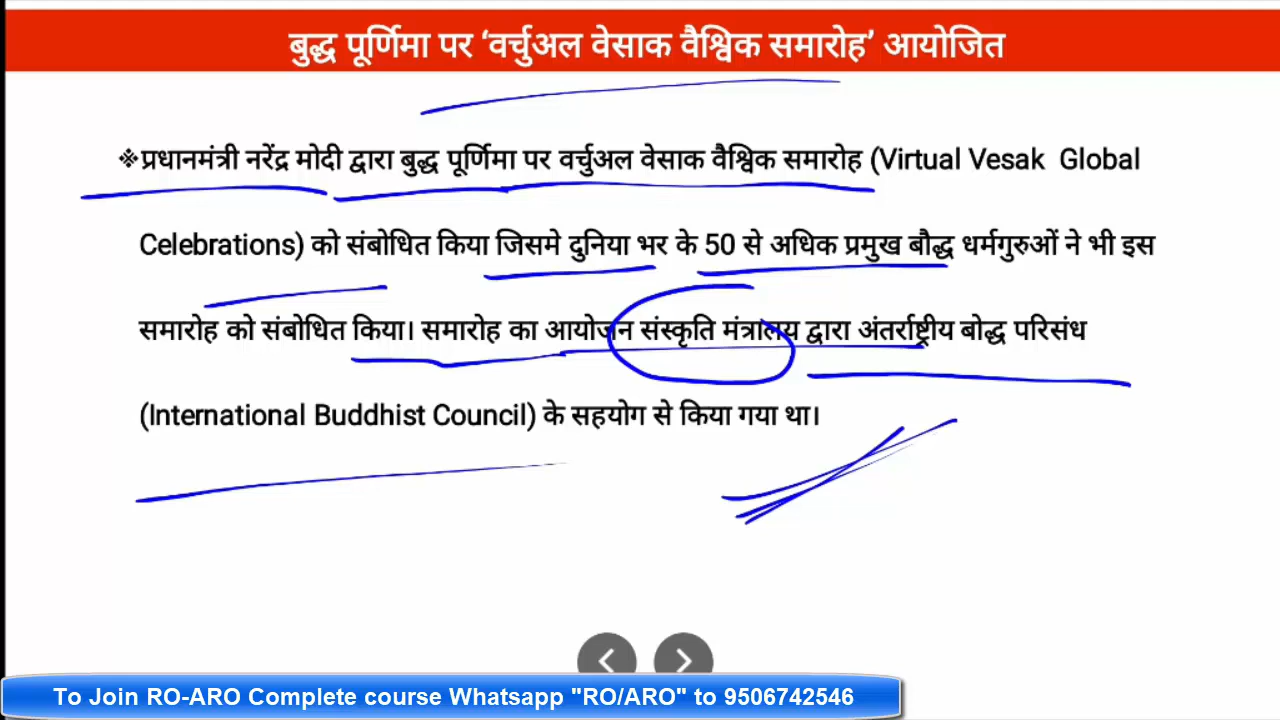 बुद्ध पूर्णिमा पर ‘वर्चुअल वेसाक वैश्विक समारोह’ आयोजित
❖प्रधानमंत्री नरेंद्र मोदी द्वारा बुद्ध पूर्णिमा पर वर्चुअल वेसाक वैश्विक समारोह (Virtual Vesak Global
Celebrations) को संबोधित किया जिसमे दुनिया भर के 50 से अधिक प्रमुख बौद्ध धर्मगुरुओं ने भी इस
समारोह को संबोधित किया। समारोह का आयोजन संस्कृति मंत्रालय द्वारा अंतर्राष्ट्रीय बोद्ध परिसंध
(International Buddhist Council) के सहयोग से किया गया था।
To Join RO-ARO Complete course Whatsapp "RO/ARO" to 9506742546